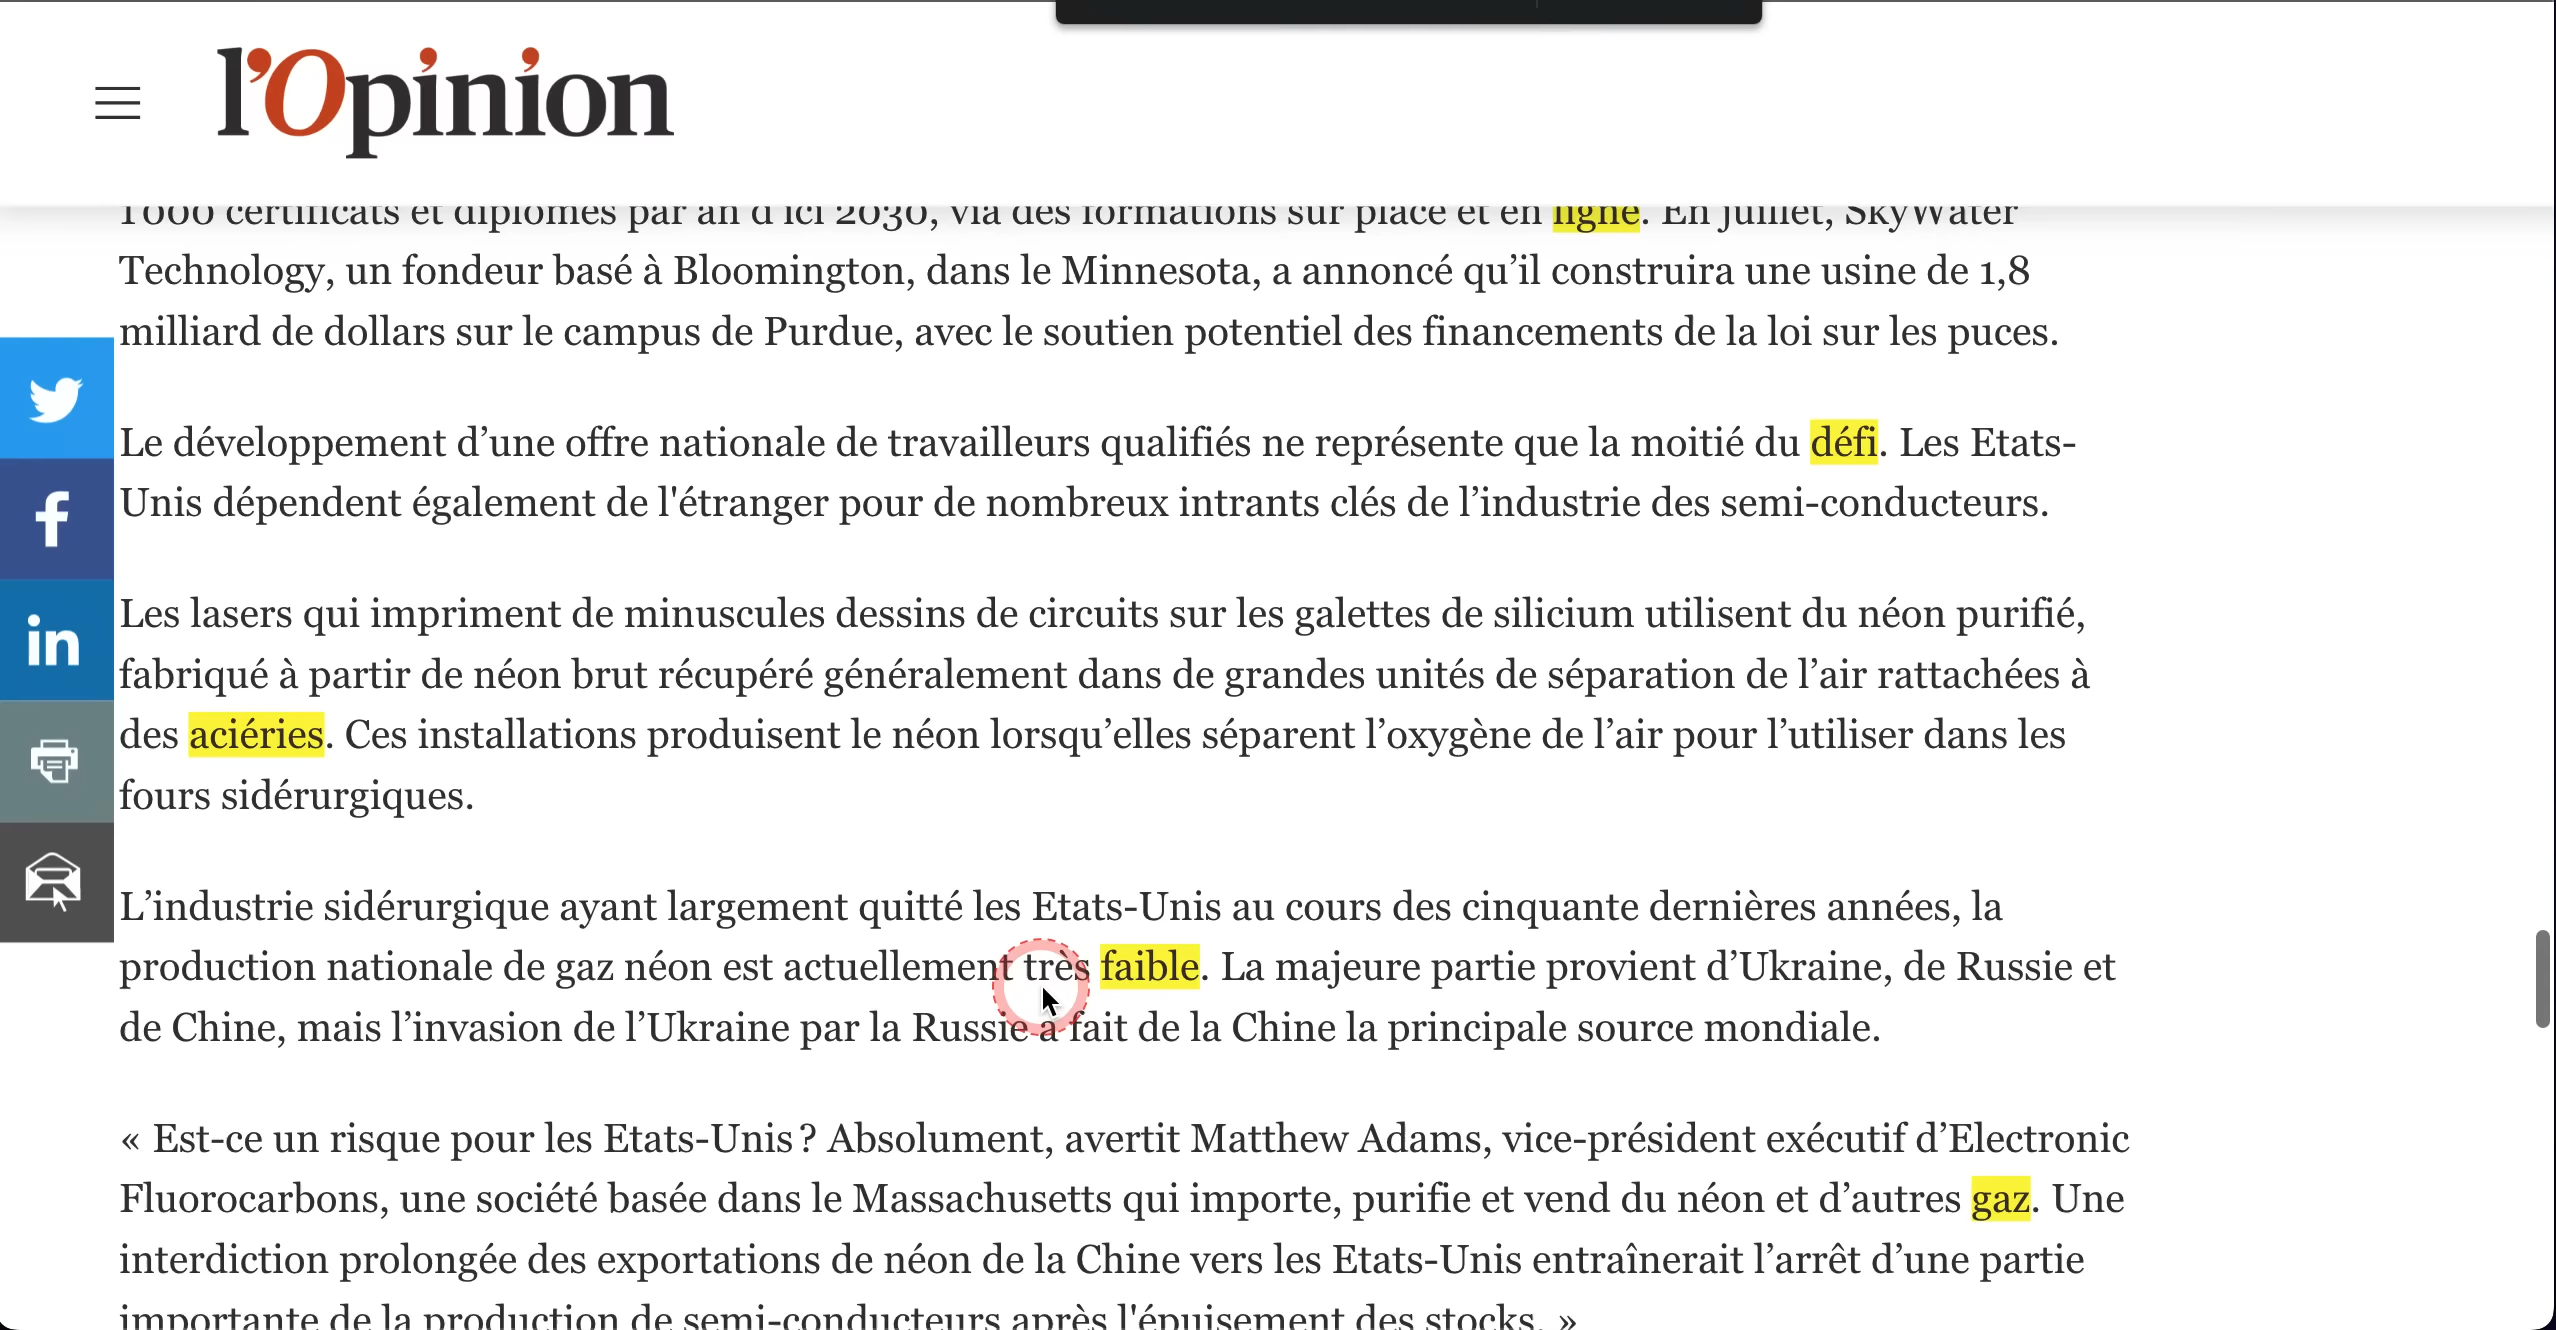 l'Opinion
1 000 certificats et diplômes par an d'ici 2030, via des formations sur place et en ligne. En juillet, SkyWater
Technology, un fondeur basé à Bloomington, dans le Minnesota, a annoncé qu’il construira une usine de 1,8
milliard de dollars sur le campus de Purdue, avec le soutien potentiel des financements de la loi sur les puces.
Le développement d’une offre nationale de travailleurs qualifiés ne représente que la moitié du défi. Les Etats-
Unis dépendent également de l'étranger pour de nombreux intrants clés de l’industrie des semi-conducteurs.
Les lasers qui impriment de minuscules dessins de circuits sur les galettes de silicium utilisent du néon purifié,
fabriqué à partir de néon brut récupéré généralement dans de grandes unités de séparation de l’air rattachées à
des aciéries. Ces installations produisent le néon lorsqu’elles séparent l’oxygène de l’air pour l’utiliser dans les
fours sidérurgiques.
L’industrie sidérurgique ayant largement quitté les Etats-Unis au cours des cinquante dernières années, la
production nationale de gaz néon est actuellement très faible. La majeure partie provient d’Ukraine, de Russie et
de Chine, mais l’invasion de l’Ukraine par la Russie a fait de la Chine la principale source mondiale.
« Est-ce un risque pour les Etats-Unis ? Absolument, avertit Matthew Adams, vice-président exécutif d’Electronic
Fluorocarbons, une société basée dans le Massachusetts qui importe, purifie et vend du néon et d’autres gaz. Une
interdiction prolongée des exportations de néon de la Chine vers les Etats-Unis entraînerait l’arrêt d’une partie
importante de la production de semi-conducteurs après l'épuisement des stocks. »